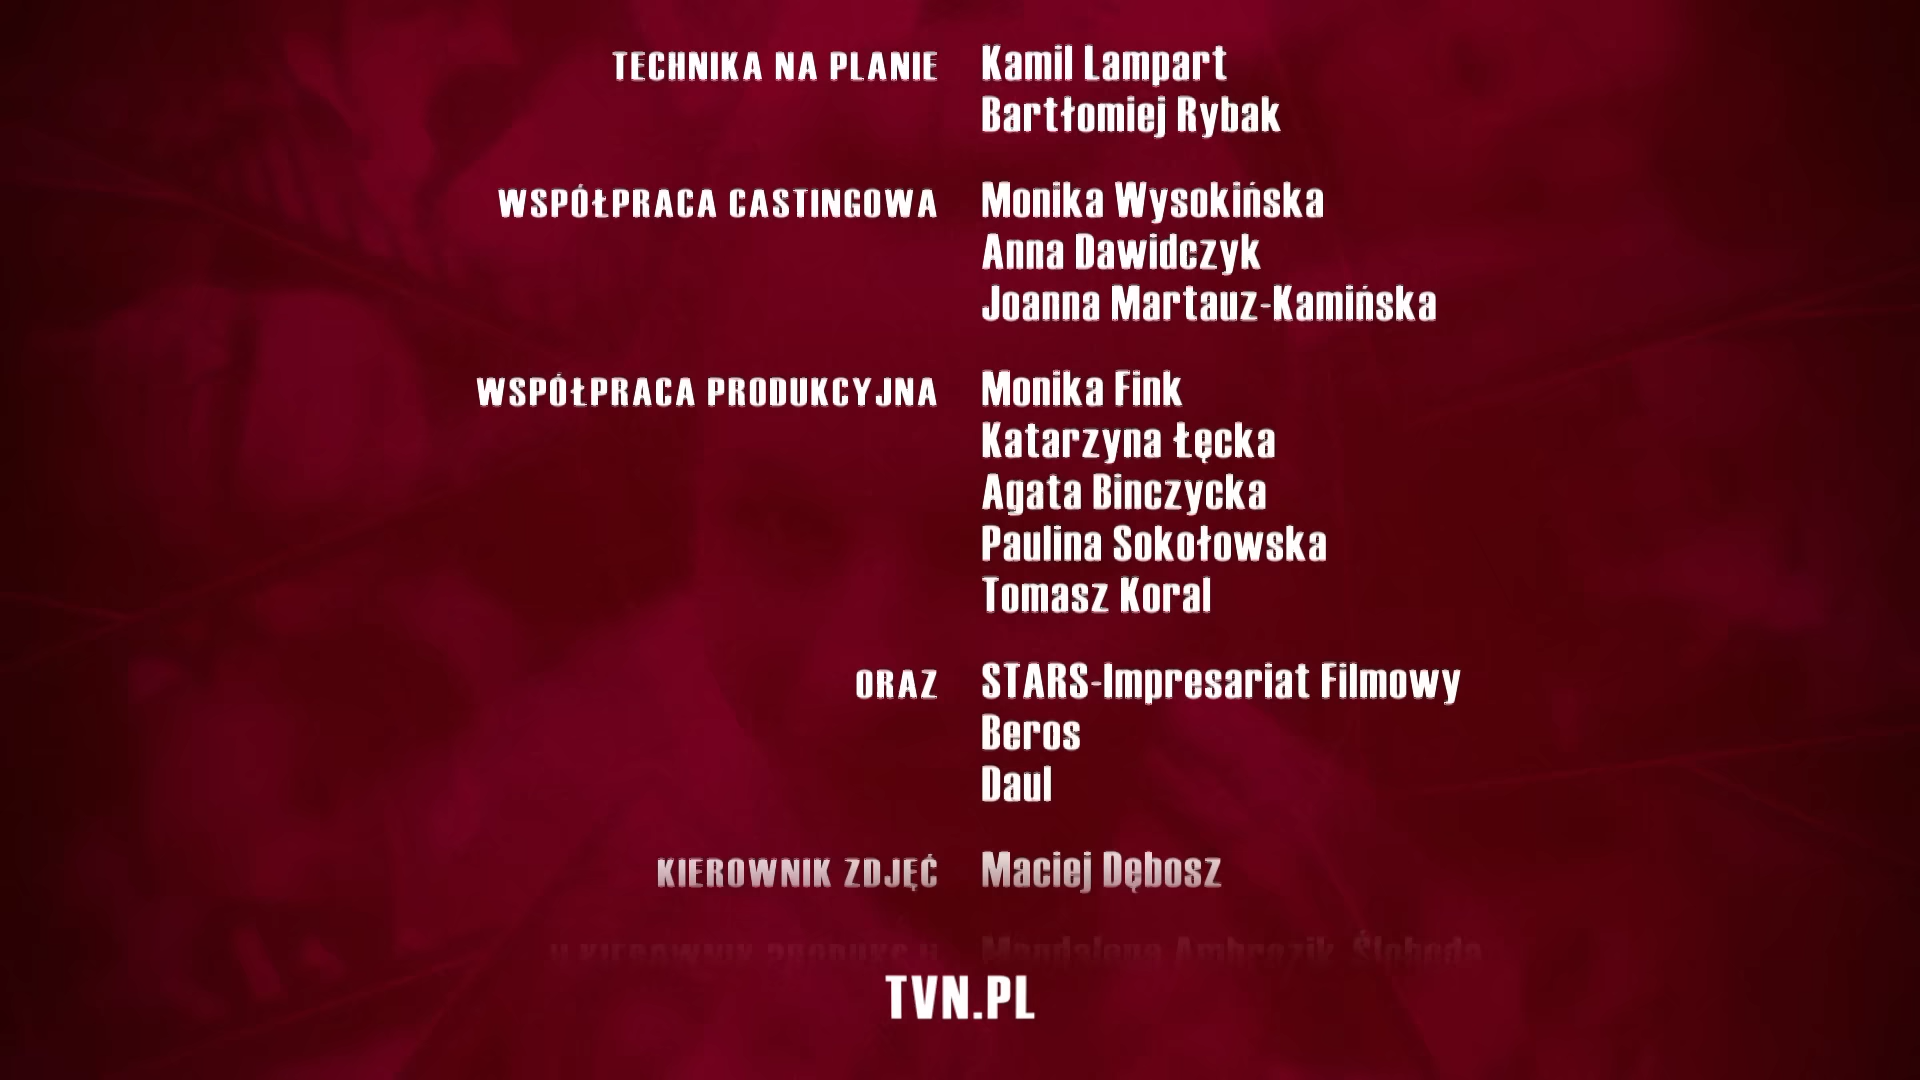 TECHNIKA NA PLANIE Kamil Lampart
Bartłomiej Rybak
WSPÓŁPRACA CASTINGOWA Monika Wysokińska
Anna Dawidczyk
Joanna Martauz-Kamińska
WSPÓŁPRACA PRODUKCYJNA Monika Fink
Katarzyna Łęcka
Agata Binczycka
Paulina Sokołowska
Tomasz Koral
ORAZ STARS-Impresariat Filmowy
Beros
Daul
KIEROWNIK ZDJĘĆ Maciej Dębosz
TVN.PL